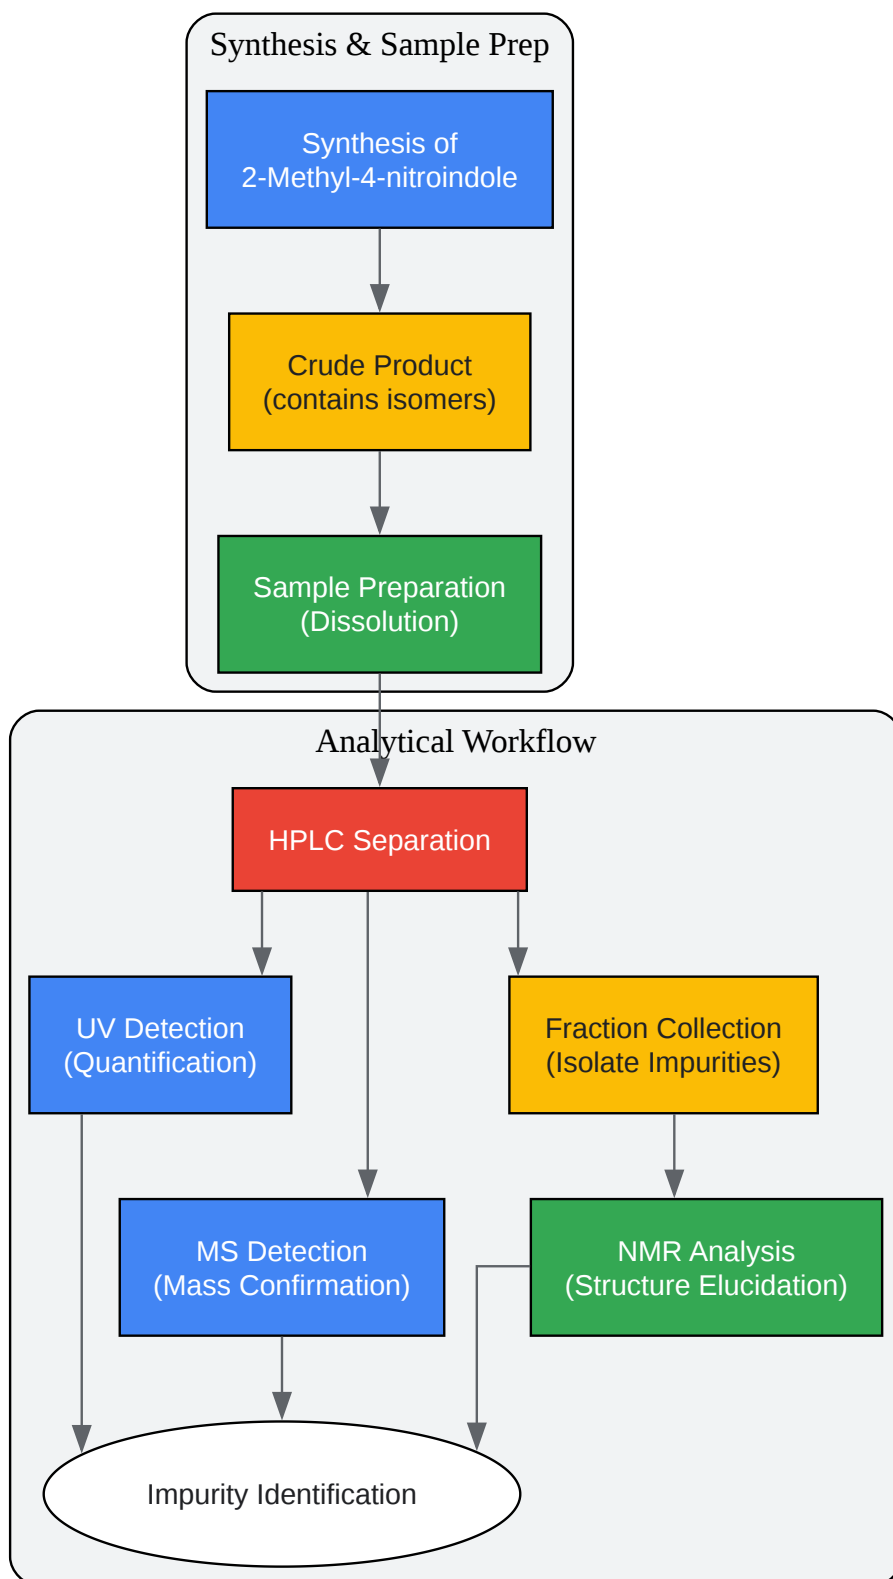 Synthesis & Sample Prep
Synthesis of
2-Methyl-4-nitroindole
Crude Product
(contains isomers)
Sample Preparation
(Dissolution)
Analytical Workflow
HPLC Separation
UV Detection
(Quantification)
Fraction Collection
(Isolate Impurities)
MS Detection
(Mass Confirmation)
NMR Analysis
(Structure Elucidation)
Impurity Identification